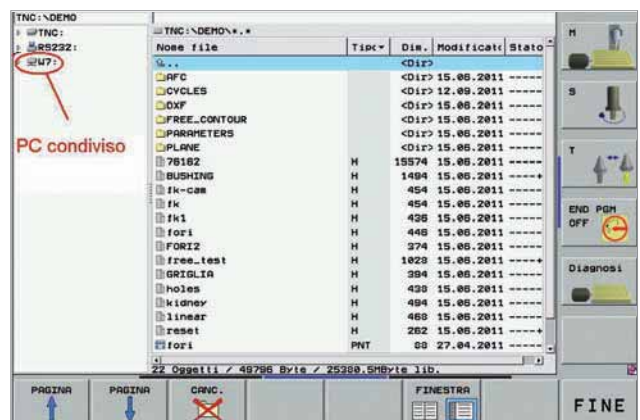 TNC:\DEMO
TNC:
RS232:
W7:
PC condiviso
TNC:\DEMO\*.*
Nome file Tipo Dim. Modificato Stato
.. <Dir>
AFC <Dir> 15.06.2011 -----
CYCLES <Dir> 12.09.2011 -----
DXF <Dir> 15.06.2011 -----
FREE_CONTOUR <Dir> 15.06.2011 -----
PARAMETERS <Dir> 15.06.2011 -----
PLANE <Dir> 15.06.2011 -----
76162 H 15574 15.06.2011 -----
BUSHING H 1494 15.06.2011 -----+
fk-cam H 454 15.06.2011 -----
fk H 454 15.06.2011 -----
fk1 H 436 15.06.2011 -----
fori H 446 15.06.2011 -----
FORI2 H 374 15.06.2011 -----
free_test H 1028 15.06.2011 -----+
GRIGLIA H 394 15.06.2011 -----
holes H 430 15.06.2011 -----
kidney H 494 15.06.2011 -----
linear H 460 15.06.2011 -----
reset H 262 15.06.2011 -----+
fori PNT 88 27.04.2011 -----
22 Oggetti / 49796 Byte / 25380.5MByte lib.
M
S
T
END PGM
OFF
Diagnosi
PAGINA
PAGINA
CANC.
FINESTRA
FINE